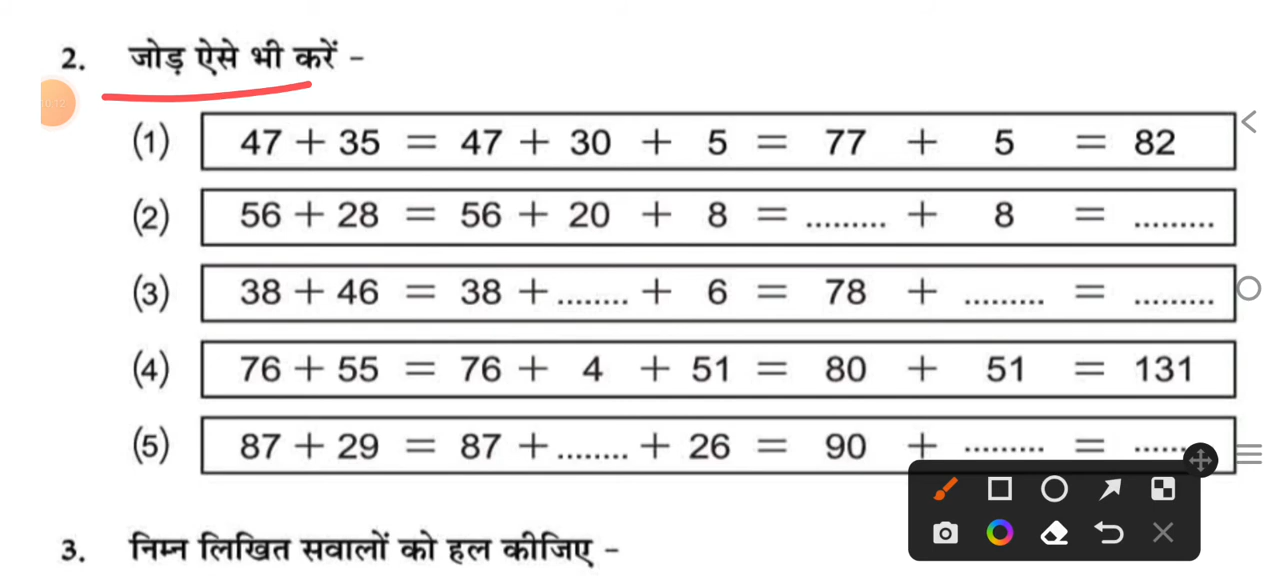 2. जोड़ ऐसे भी करें –
(1) 47 + 35 = 47 + 30 + 5 = 77 + 5 = 82
(2) 56 + 28 = 56 + 20 + 8 = ......... + 8 = .........
(3) 38 + 46 = 38 + ........ + 6 = 78 + ......... = .........
(4) 76 + 55 = 76 + 4 + 51 = 80 + 51 = 131
(5) 87 + 29 = 87 + ........ + 26 = 90 + ......... = ......
3. निम्न लिखित सवालों को हल कीजिए –